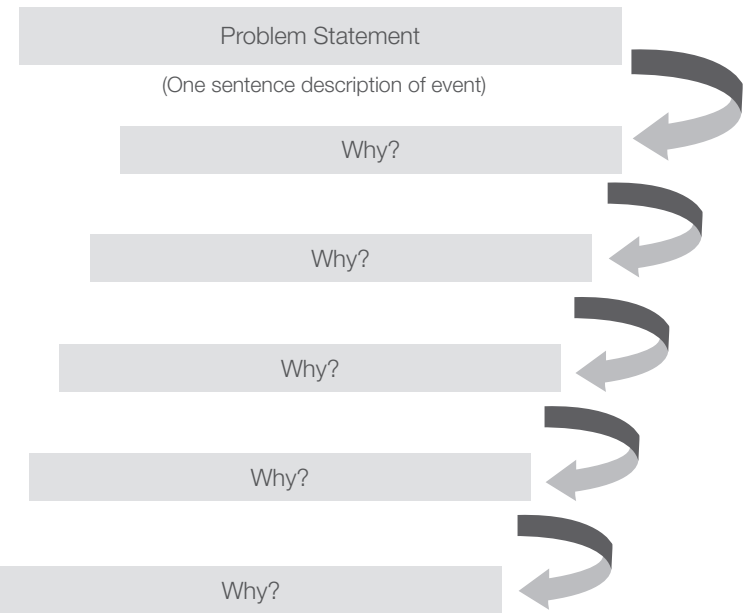 Problem Statement
(One sentence description of event)
Why?
Why?
Why?
Why?
Why?